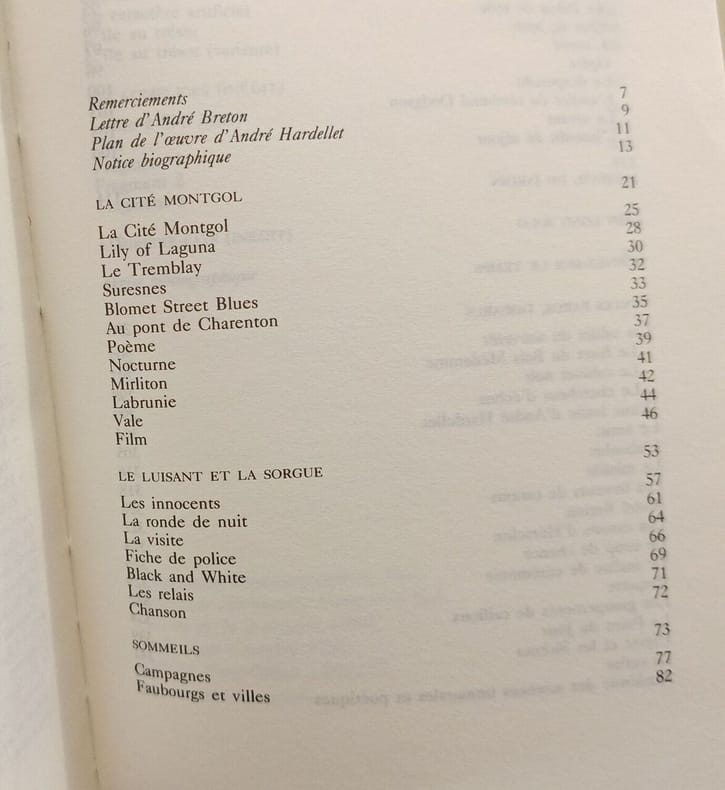 Remerciements 7
Lettre d'André Breton 9
Plan de l'œuvre d'André Hardellet 11
Notice biographique 13
LA CITÉ MONTGOL 21
La Cité Montgol 25
Lily of Laguna 28
Le Tremblay 30
Suresnes 32
Blomet Street Blues 33
Au pont de Charenton 35
Poème 37
Nocturne 39
Mirliton 41
Labrunie 42
Vale 44
Film 46
LE LUISANT ET LA SORGUE 53
Les innocents 57
La ronde de nuit 61
La visite 64
Fiche de police 66
Black and White 69
Les relais 71
Chanson 72
SOMMEILS 73
Campagnes 77
Faubourgs et villes 82